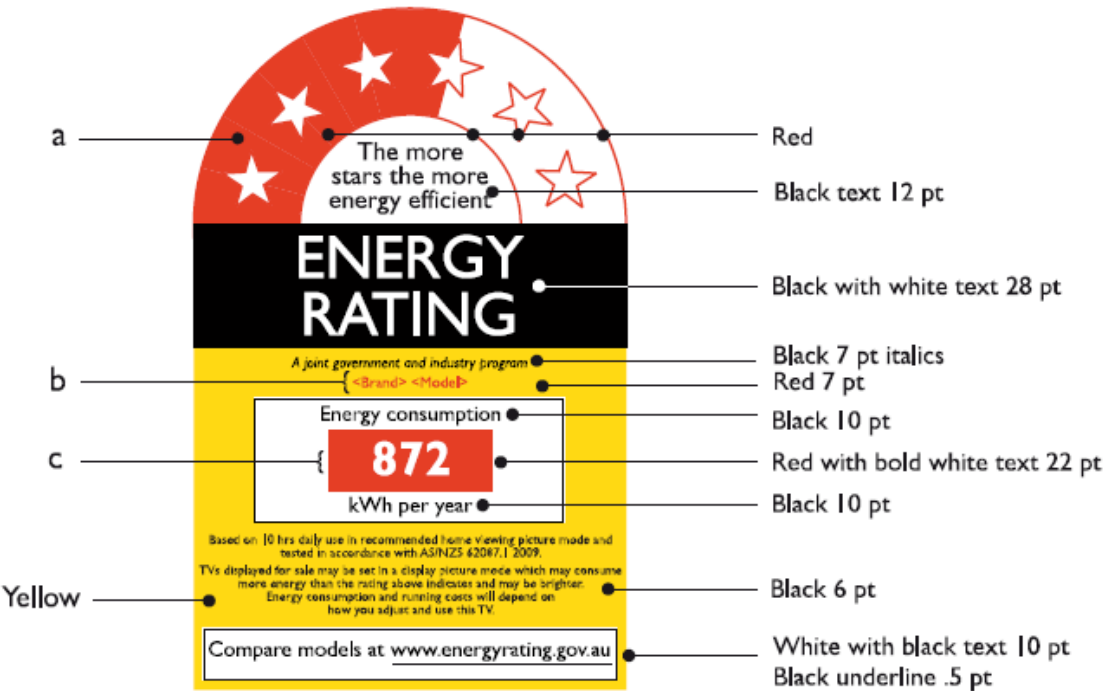 a
Red
The more
stars the more
energy efficient
Black text 12 pt
ENERGY
RATING
Black with white text 28 pt
A joint government and industry program
Black 7 pt italics
b
<Brand> <Model>
Red 7 pt
Energy consumption
Black 10 pt
c
872
Red with bold white text 22 pt
kWh per year
Black 10 pt
Based on 10 hrs daily use in recommended home viewing picture mode and
tested in accordance with AS/NZS 62087.1 2009.
TVs displayed for sale may be set in a display picture mode which may consume
more energy than the rating above indicates and may be brighter.
Energy consumption and running costs will depend on
how you adjust and use this TV.
Yellow
Black 6 pt
Compare models at www.energyrating.gov.au
White with black text 10 pt
Black underline .5 pt